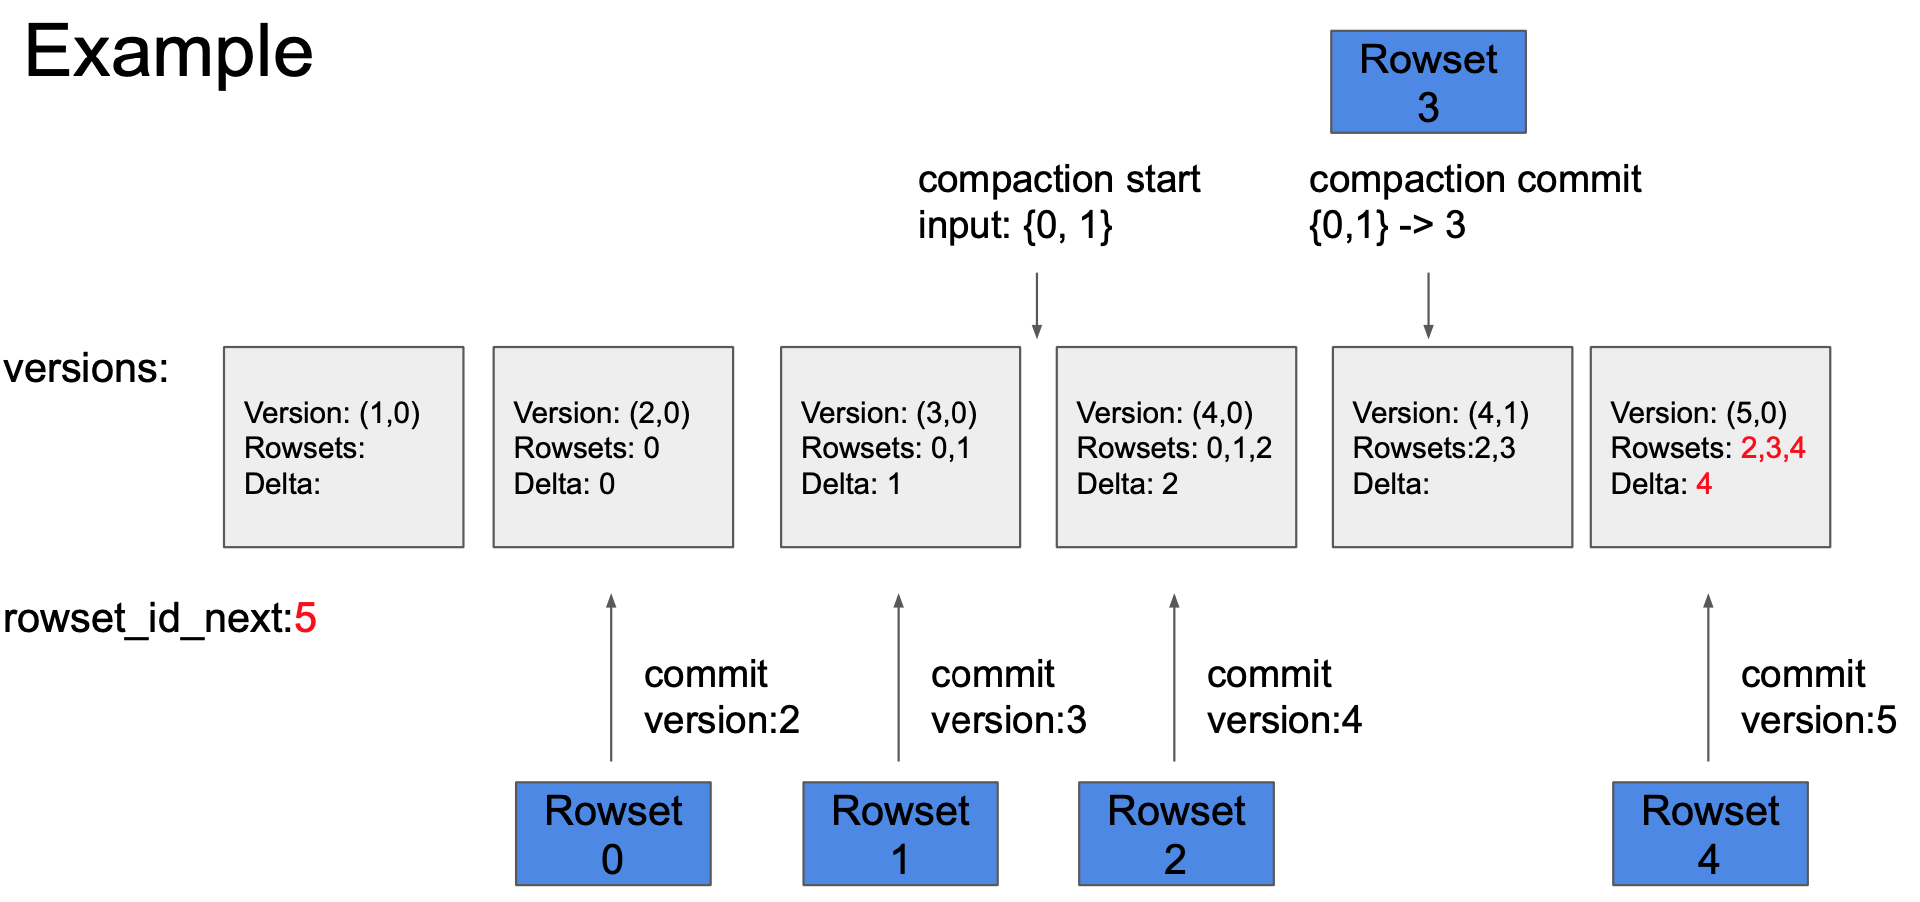 Example
Rowset
3
compaction start
input: {0, 1}
compaction commit
{0,1} -> 3
versions:
Version: (1,0)
Rowsets:
Delta:
Version: (2,0)
Rowsets: 0
Delta: 0
Version: (3,0)
Rowsets: 0,1
Delta: 1
Version: (4,0)
Rowsets: 0,1,2
Delta: 2
Version: (4,1)
Rowsets:2,3
Delta:
Version: (5,0)
Rowsets: 2,3,4
Delta: 4
rowset_id_next:5
commit
version:2
commit
version:3
commit
version:4
commit
version:5
Rowset
0
Rowset
1
Rowset
2
Rowset
4